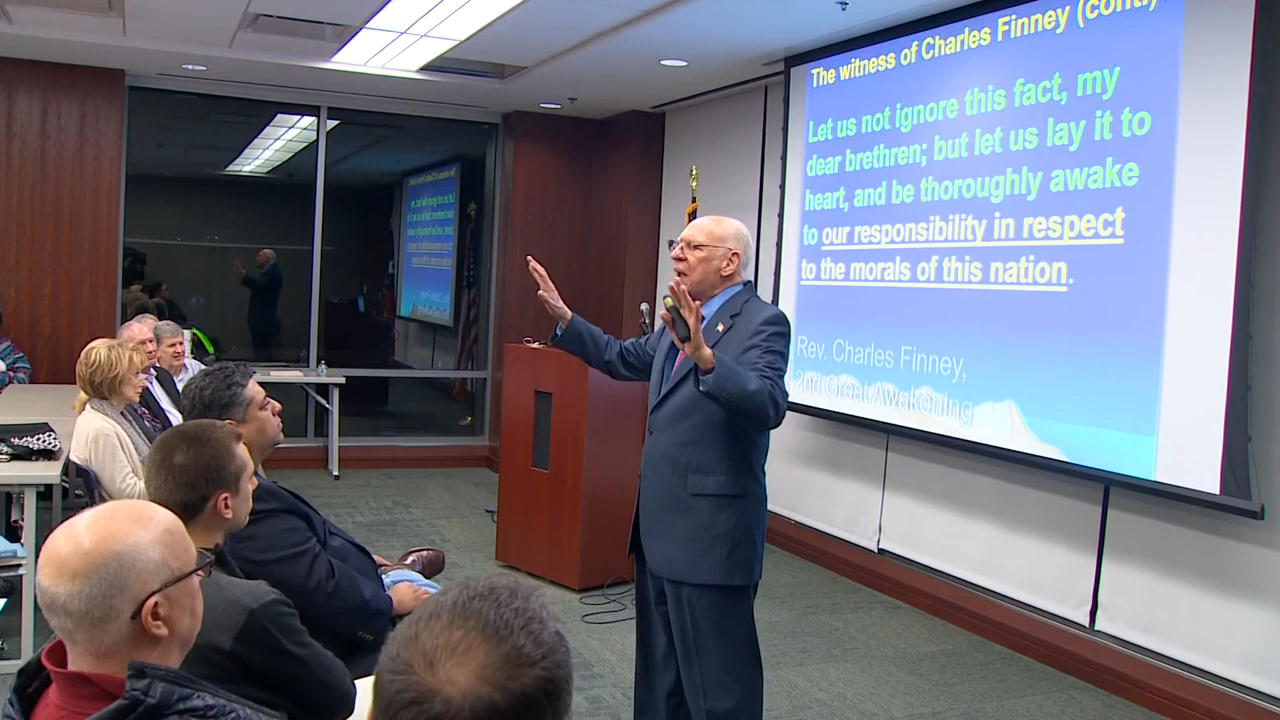 The witness of Charles Finney (cont).
Let us not ignore this fact, my
dear brethren; but let us lay it to
heart, and be thoroughly awake
to our responsibility in respect
to the morals of this nation.
Rev. Charles Finney,
2nd Great Awakening